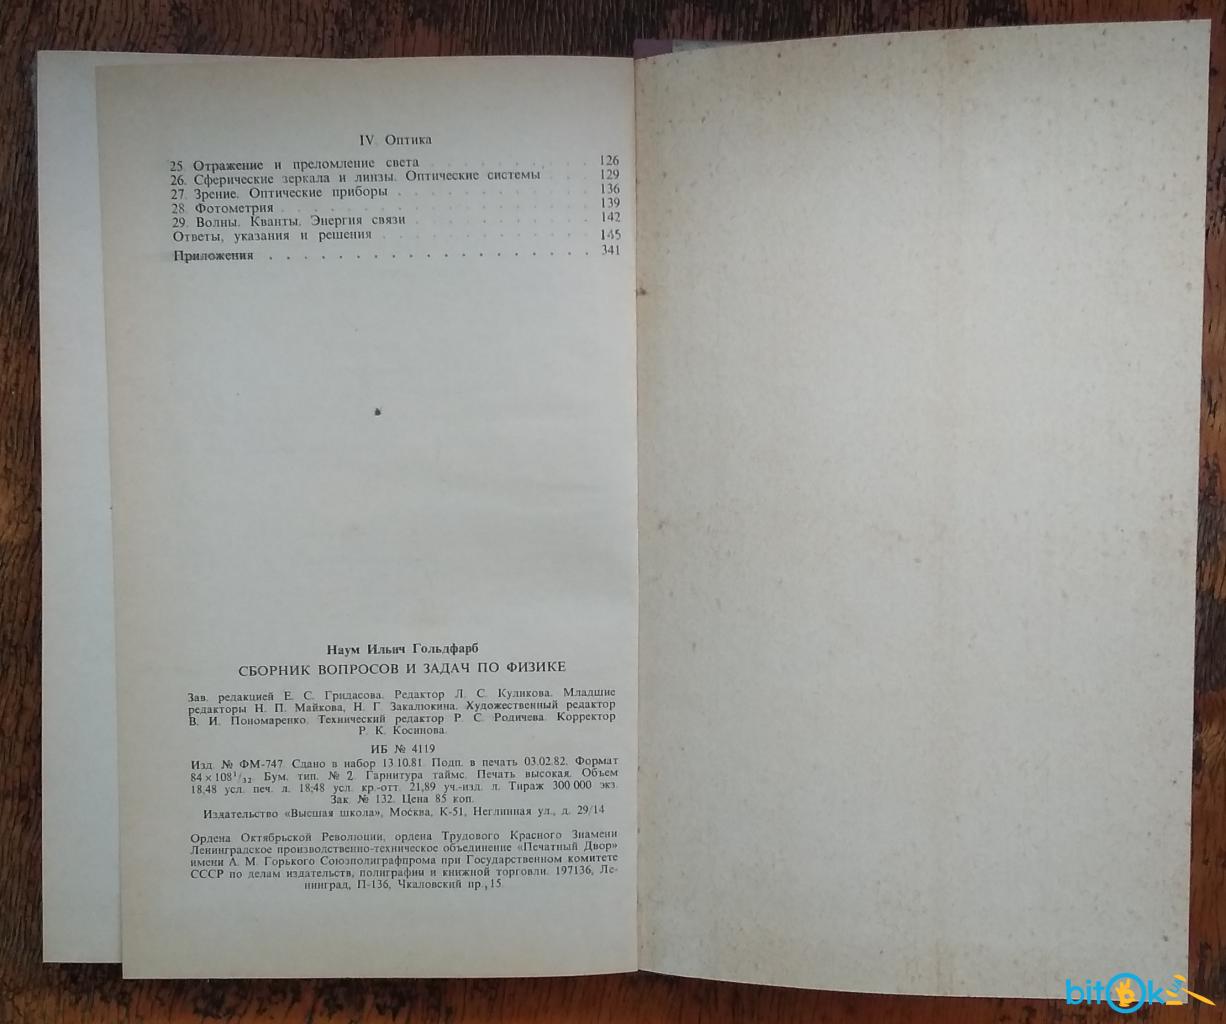 IV. Оптика
25. Отражение и преломление света . . . . . . . . . 126
26. Сферические зеркала и линзы. Оптические системы . . . 129
27. Зрение. Оптические приборы . . . . . . . . . . . 136
28. Фотометрия . . . . . . . . . . . . . . . . . . 139
29. Волны. Кванты. Энергия связи . . . . . . . . . . 142
Ответы, указания и решения . . . . . . . . . . . . 145
Приложения . . . . . . . . . . . . . . . . . . . 341
Наум Ильич Гольдфарб
СБОРНИК ВОПРОСОВ И ЗАДАЧ ПО ФИЗИКЕ
Зав. редакцией Е. С. Гридасова. Редактор Л. С. Куликова. Младшие
редакторы Н. П. Майкова, Н. Г. Закалюкина. Художественный редактор
В. И. Пономаренко. Технический редактор Р. С. Родичева. Корректор
Р. К. Косинова.
ИБ № 4119
Изд. № ФМ-747. Сдано в набор 13.10.81. Подп. в печать 03.02.82. Формат
84×108¹/₃₂. Бум. тип. № 2. Гарнитура таймс. Печать высокая. Объем
18,48 усл. печ. л. 18,48 усл. кр.-отт. 21,89 уч.-изд. л. Тираж 300 000 экз.
Зак. № 132. Цена 85 коп.
Издательство «Высшая школа», Москва, К-51, Неглинная ул., д. 29/14
Ордена Октябрьской Революции, ордена Трудового Красного Знамени
Ленинградское производственно-техническое объединение «Печатный Двор»
имени А. М. Горького Союзполиграфпрома при Государственном комитете
СССР по делам издательств, полиграфии и книжной торговли. 197136, Ле-
нинград, П-136, Чкаловский пр., 15.
bitOk